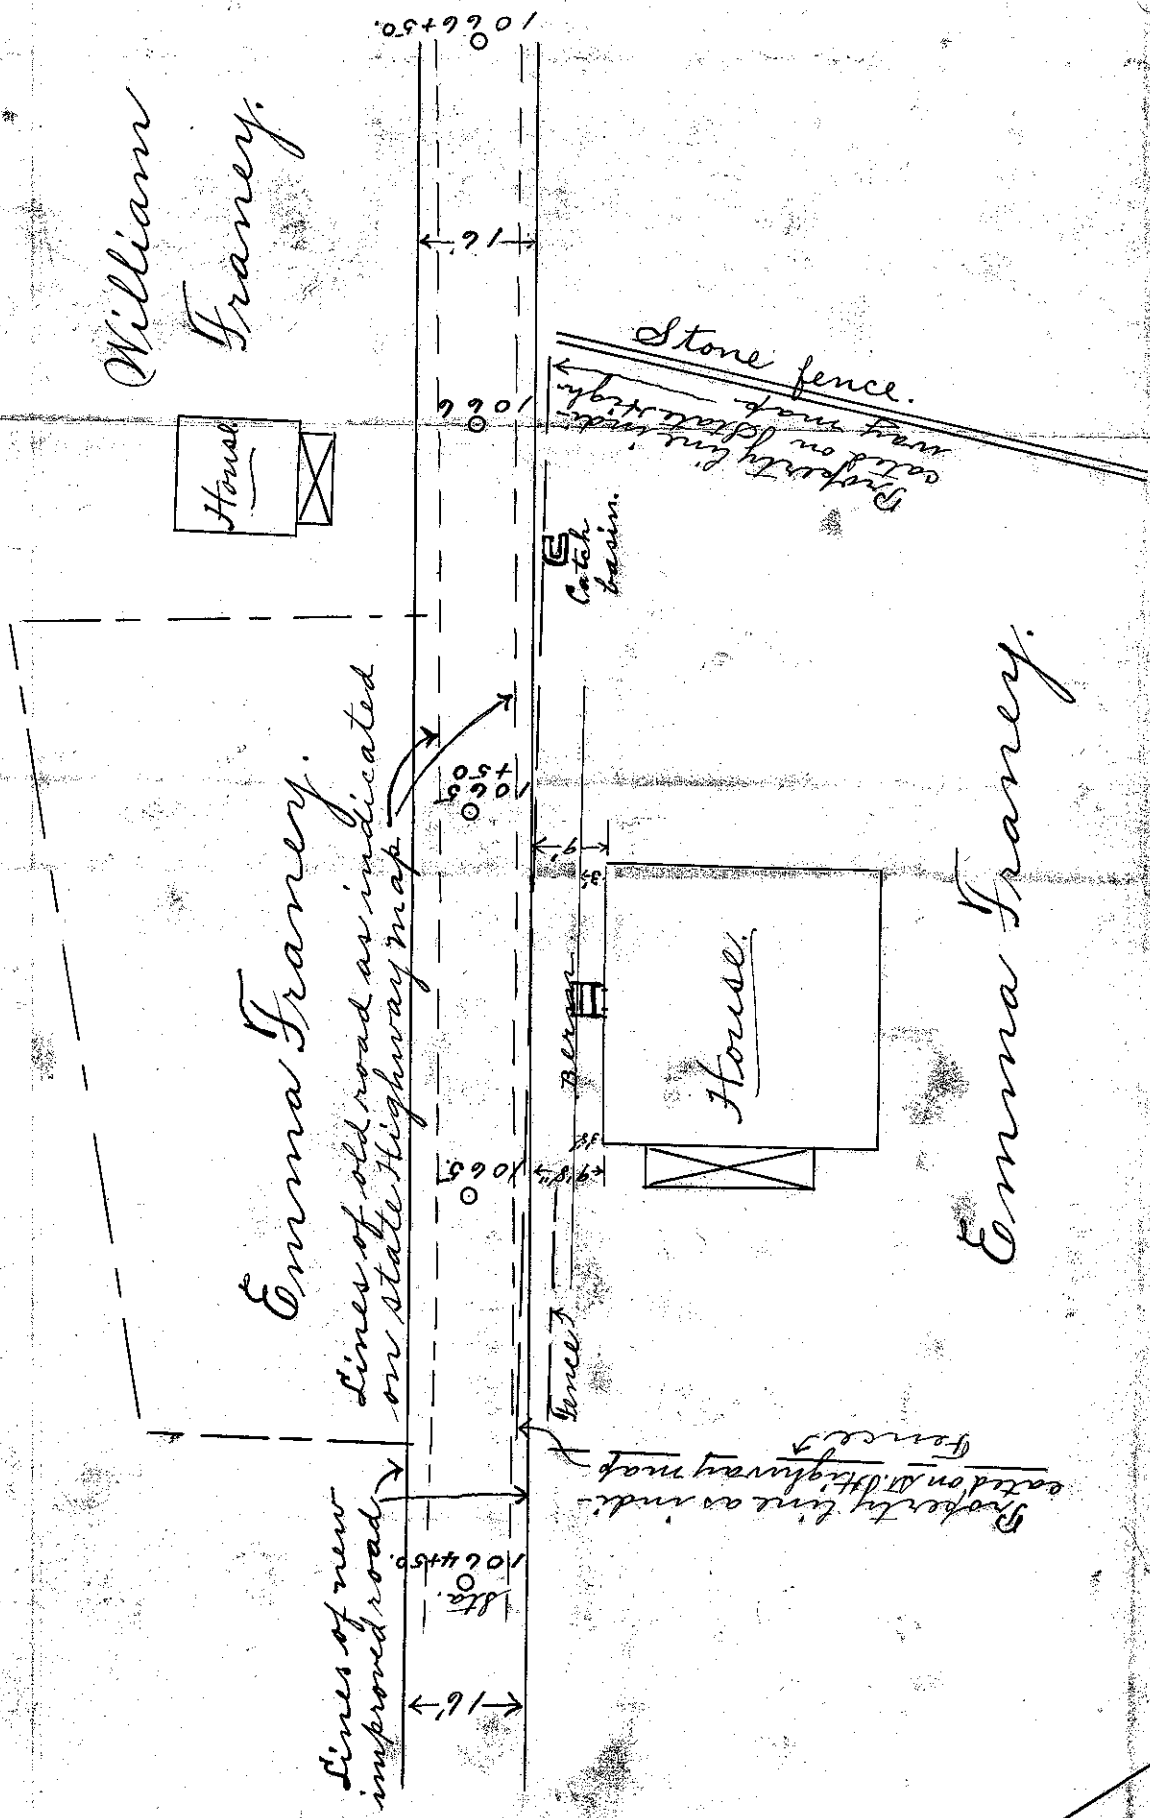 William
Franey.
House
Emma Franey.
Lines of old road as indicated
on state Highway map
Lines of new
improved road
1066+50.
16'
1066
1065
+50
1065.
1064+50.
Sta.
16'
Stone fence.
Property line indi-
cated on State High-
way map
Catch
basin.
9'
3'
Berm
House.
9'8"
3'8"
Fence
Property line as indi-
cated on St. Highway map
Fence
Emma Franey.